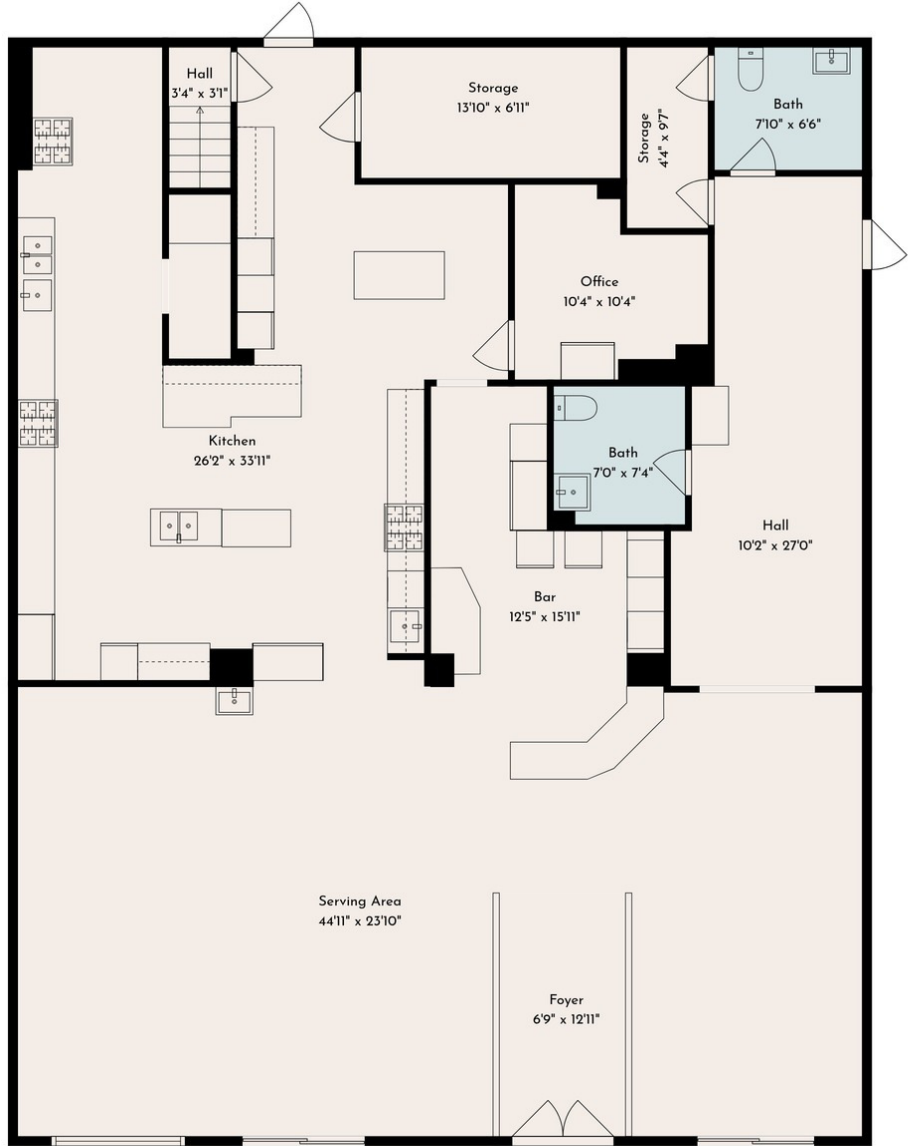 Hall
3'4" x 3'1"
Storage
13'10" x 6'11"
Storage
4'4" x 9'7"
Bath
7'10" x 6'6"
Office
10'4" x 10'4"
Kitchen
26'2" x 33'11"
Bath
7'0" x 7'4"
Hall
10'2" x 27'0"
Bar
12'5" x 15'11"
Serving Area
44'11" x 23'10"
Foyer
6'9" x 12'11"